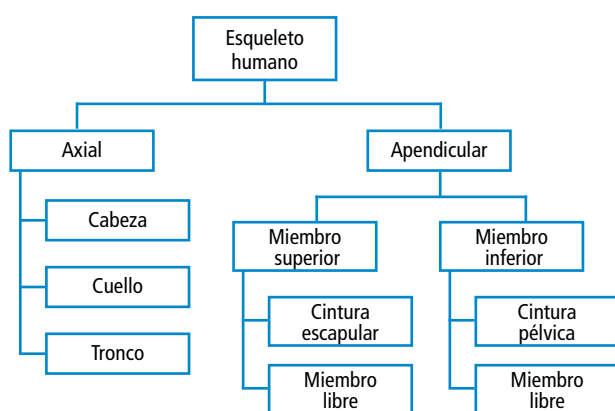 Esqueleto
humano
Axial
Apendicular
Cabeza
Cuello
Tronco
Miembro
superior
Cintura
escapular
Miembro
libre
Miembro
inferior
Cintura
pélvica
Miembro
libre